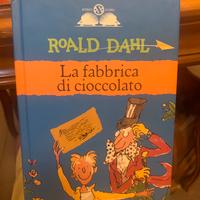 ROALD DAHL
La fabbrica
di cioccolato